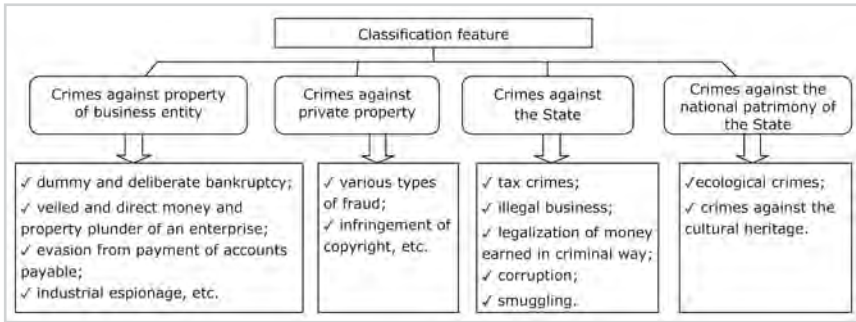 Classification feature
Crimes against property
of business entity
Crimes against
private property
Crimes against
the State
Crimes against the
national patrimony of
the State
✓ dummy and deliberate bankruptcy;
✓ veiled and direct money and
property plunder of an enterprise;
✓ evasion from payment of accounts
payable;
✓ industrial espionage, etc.
✓ various types
of fraud;
✓ infringement of
copyright, etc.
✓ tax crimes;
✓ illegal business;
✓ legalization of money
earned in criminal way;
✓ corruption;
✓ smuggling.
✓ecological crimes;
✓ crimes against the
cultural heritage.